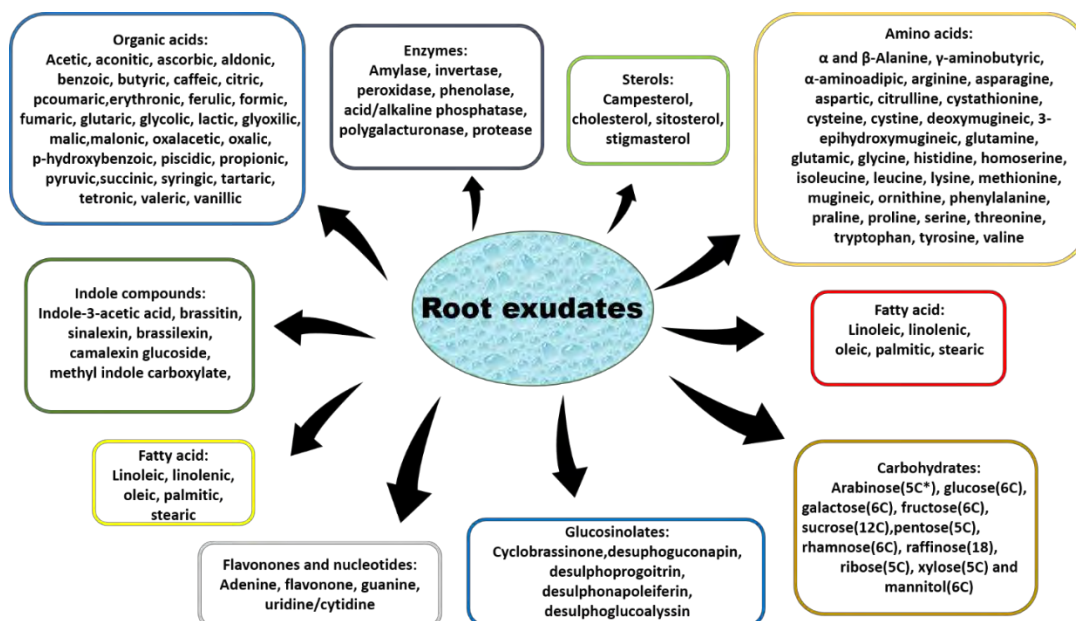 Organic acids:
Acetic, aconitic, ascorbic, aldonic,
benzoic, butyric, caffeic, citric,
pcoumaric,erythronic, ferulic, formic,
fumaric, glutaric, glycolic, lactic, glyoxilic,
malic,malonic, oxalacetic, oxalic,
p-hydroxybenzoic, piscidic, propionic,
pyruvic,succinic, syringic, tartaric,
tetronic, valeric, vanillic
Enzymes:
Amylase, invertase,
peroxidase, phenolase,
acid/alkaline phosphatase,
polygalacturonase, protease
Sterols:
Campesterol,
cholesterol, sitosterol,
stigmasterol
Amino acids:
α and β-Alanine, γ-aminobutyric,
α-aminoadipic, arginine, asparagine,
aspartic, citrulline, cystathionine,
cysteine, cystine, deoxymugineic, 3-
epihydroxymugineic, glutamine,
glutamic, glycine, histidine, homoserine,
isoleucine, leucine, lysine, methionine,
mugineic, ornithine, phenylalanine,
praline, proline, serine, threonine,
tryptophan, tyrosine, valine
Root exudates
Indole compounds:
Indole-3-acetic acid, brassitin,
sinalexin, brassilexin,
camalexin glucoside,
methyl indole carboxylate,
Fatty acid:
Linoleic, linolenic,
oleic, palmitic, stearic
Fatty acid:
Linoleic, linolenic,
oleic, palmitic,
stearic
Flavonones and nucleotides:
Adenine, flavonone, guanine,
uridine/cytidine
Glucosinolates:
Cyclobrassinone,desuphoguconapin,
desulphoprogoitrin,
desulphonapoleiferin,
desulphoglucoalyssin
Carbohydrates:
Arabinose(5C*), glucose(6C),
galactose(6C), fructose(6C),
sucrose(12C),pentose(5C),
rhamnose(6C), raffinose(18),
ribose(5C), xylose(5C) and
mannitol(6C)